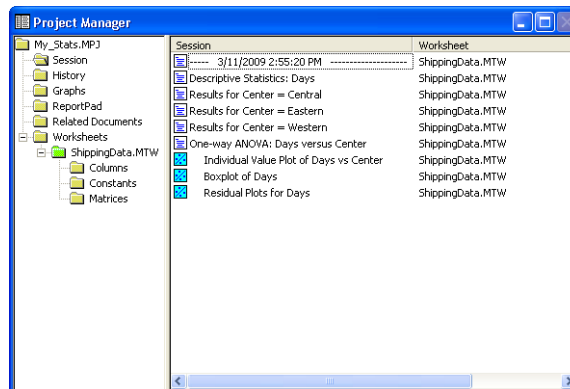 Project Manager
My_Stats.MPJ
Session
History
Graphs
ReportPad
Related Documents
Worksheets
ShippingData.MTW
Columns
Constants
Matrices
Session Worksheet
----- 3/11/2009 2:55:20 PM -------------------- ShippingData.MTW
Descriptive Statistics: Days ShippingData.MTW
Results for Center = Central ShippingData.MTW
Results for Center = Eastern ShippingData.MTW
Results for Center = Western ShippingData.MTW
One-way ANOVA: Days versus Center ShippingData.MTW
Individual Value Plot of Days vs Center ShippingData.MTW
Boxplot of Days ShippingData.MTW
Residual Plots for Days ShippingData.MTW